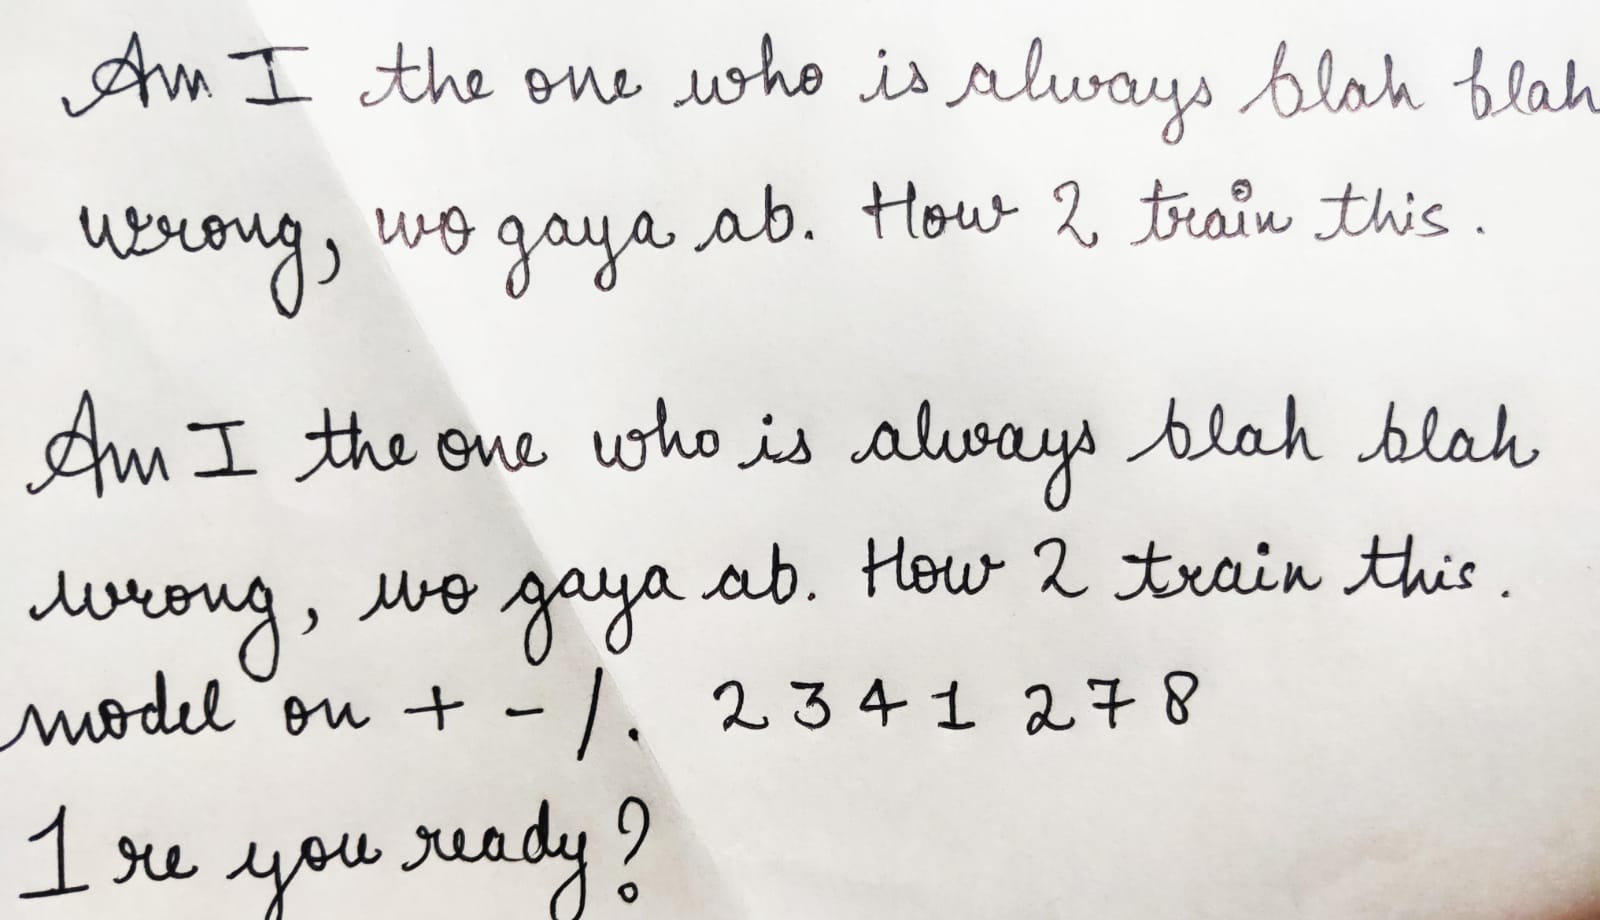 Am I the one who is always blah blah
wrong, wo gaya ab. How 2 train this.
Am I the one who is always blah blah
wrong, wo gaya ab. How 2 train this.
model on + - /. 2 3 4 1 2 7 8
1 re you ready?